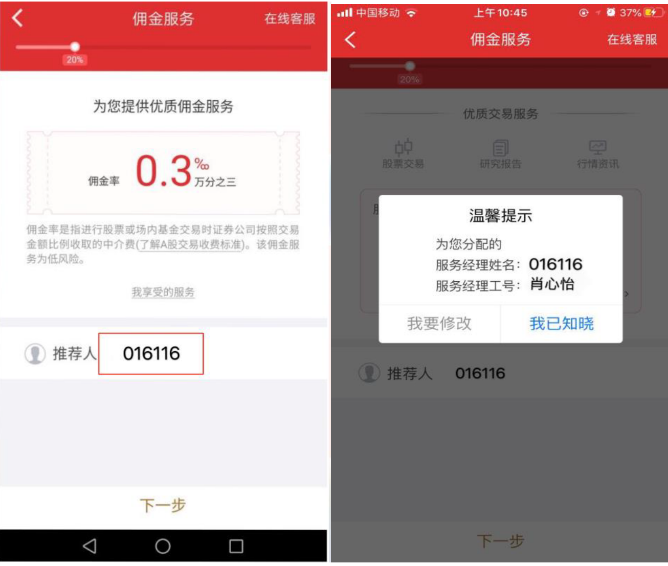 佣金服务
在线客服
20%
为您提供优质佣金服务
佣金率 0.3‰ 万分之三
佣金率是指进行股票或场内基金交易时证券公司按照交易
金额比例收取的中介费(了解A股交易收费标准)。该佣金服
务为低风险。
我享受的服务
推荐人 016116
下一步
中国移动 上午10:45 37%
佣金服务
在线客服
20%
优质交易服务
股票交易 研究报告 行情资讯
温馨提示
为您分配的
服务经理姓名：016116
服务经理工号：肖心怡
我要修改 我已知晓
推荐人 016116
下一步